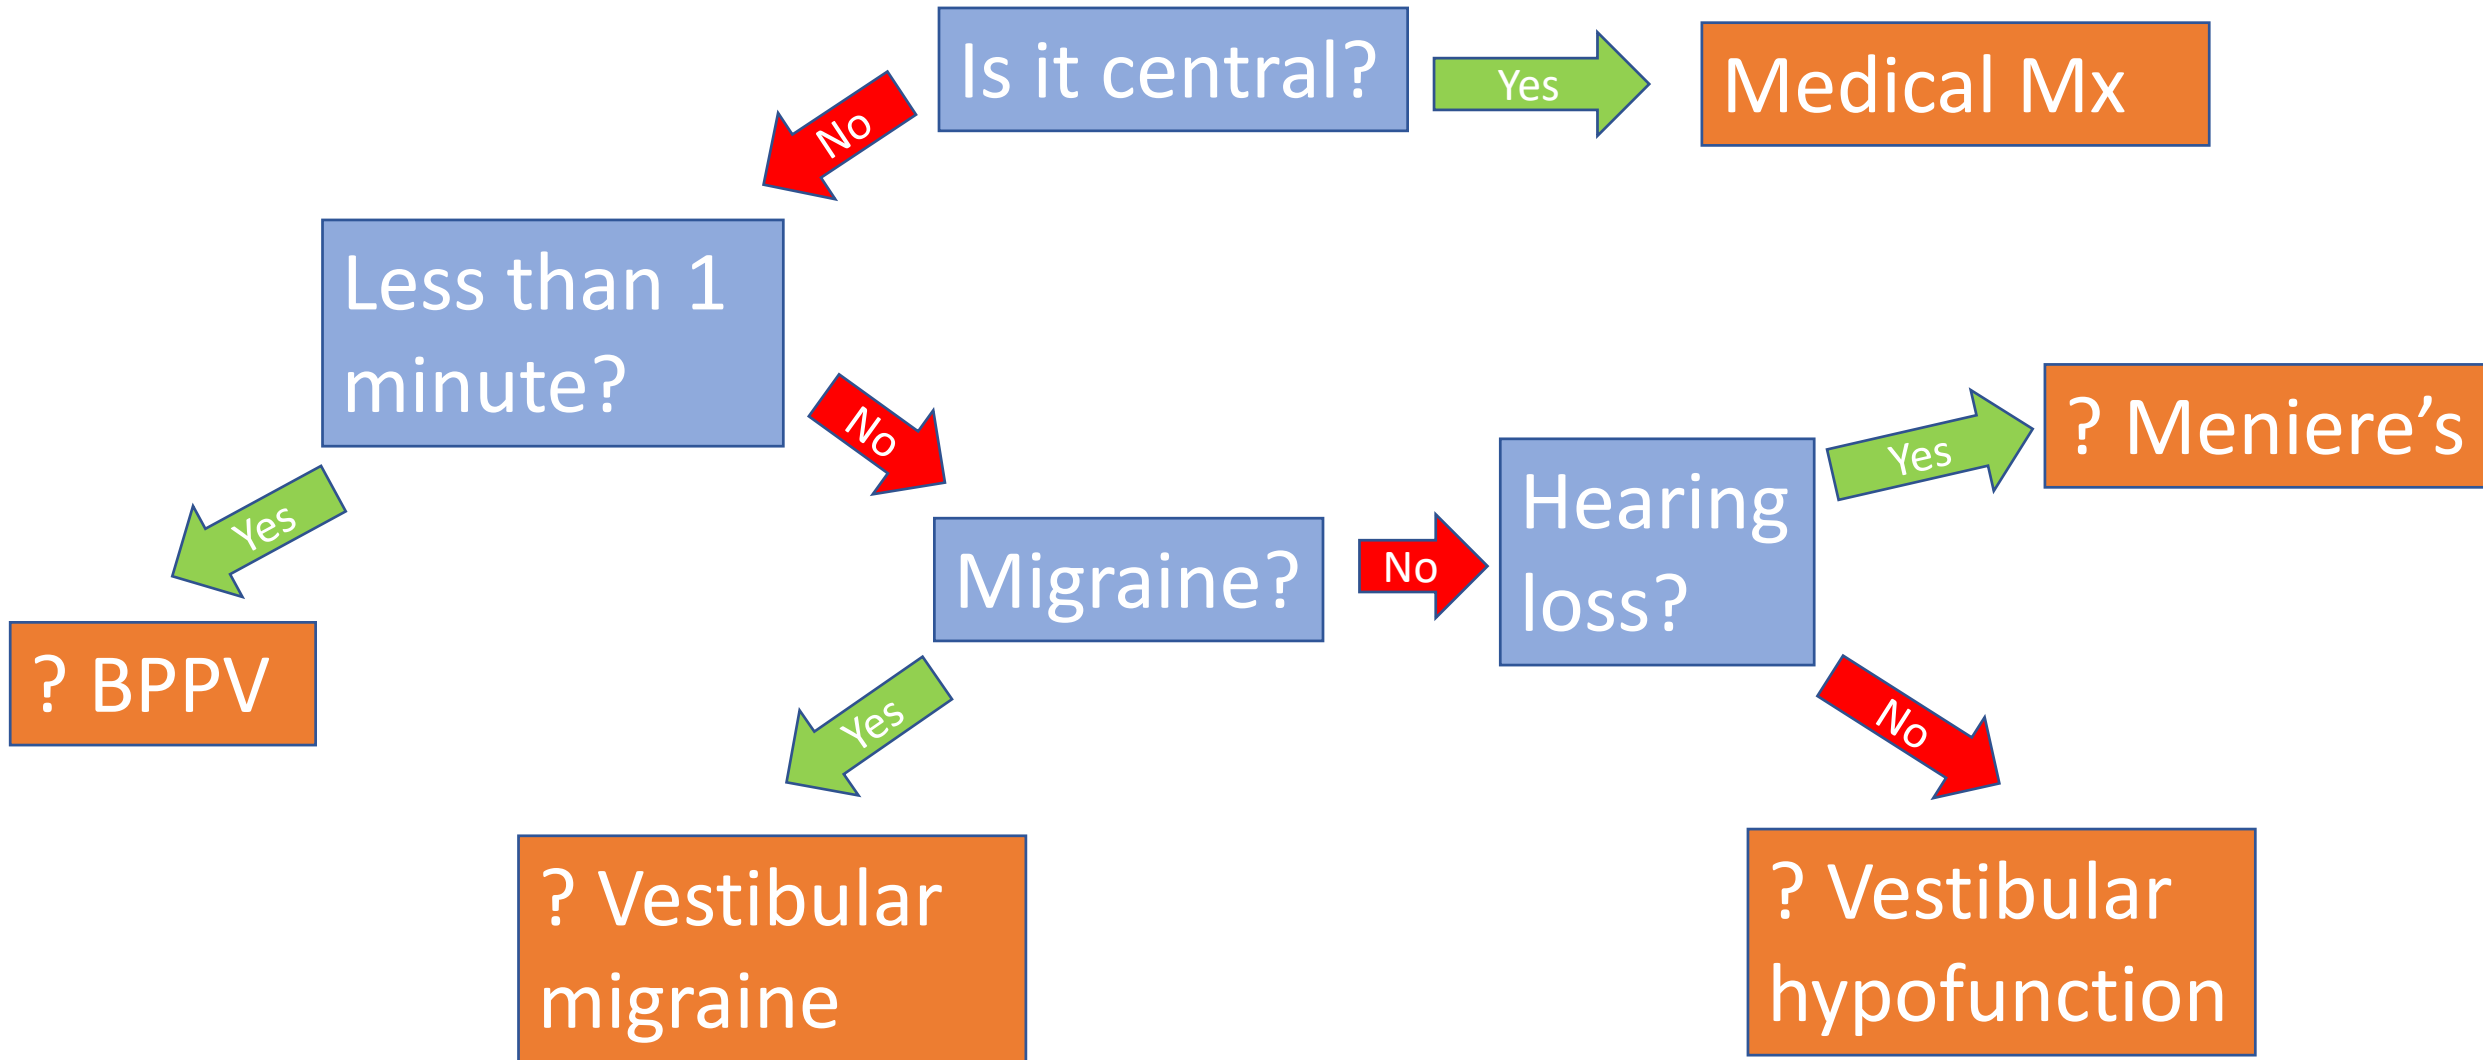 Is it central?
Yes
Medical Mx
No
Less than 1
minute?
No
Yes
? BPPV
Migraine?
No
Hearing
loss?
Yes
? Meniere’s
Yes
? Vestibular
migraine
No
? Vestibular
hypofunction